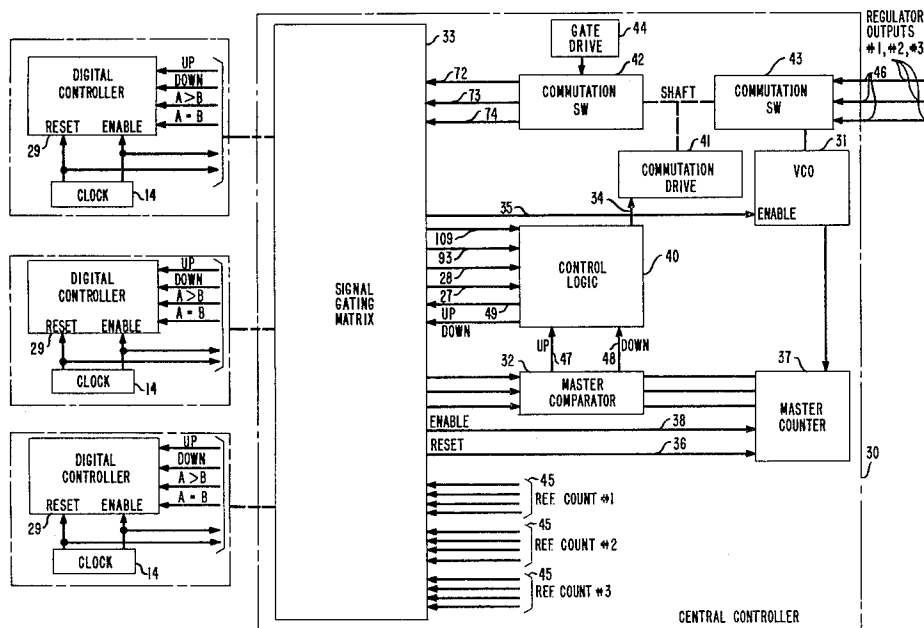 DIGITAL
CONTROLLER
RESET
ENABLE
29
CLOCK
14
UP
DOWN
A > B
A = B
DIGITAL
CONTROLLER
RESET
ENABLE
29
CLOCK
14
UP
DOWN
A > B
A = B
DIGITAL
CONTROLLER
RESET
ENABLE
29
CLOCK
14
UP
DOWN
A > B
A = B
33
SIGNAL
GATING
MATRIX
GATE
DRIVE
44
42
72
73
74
COMMUTATION
SW
SHAFT
43
COMMUTATION
SW
REGULATOR
OUTPUTS
#1, #2, #3
46
41
COMMUTATION
DRIVE
31
VCO
ENABLE
34
35
109
93
28
27
49
UP
DOWN
CONTROL
LOGIC
40
UP
47
48
DOWN
32
MASTER
COMPARATOR
37
MASTER
COUNTER
ENABLE
38
RESET
36
30
45
REF COUNT #1
45
REF COUNT #2
45
REF COUNT #3
CENTRAL CONTROLLER